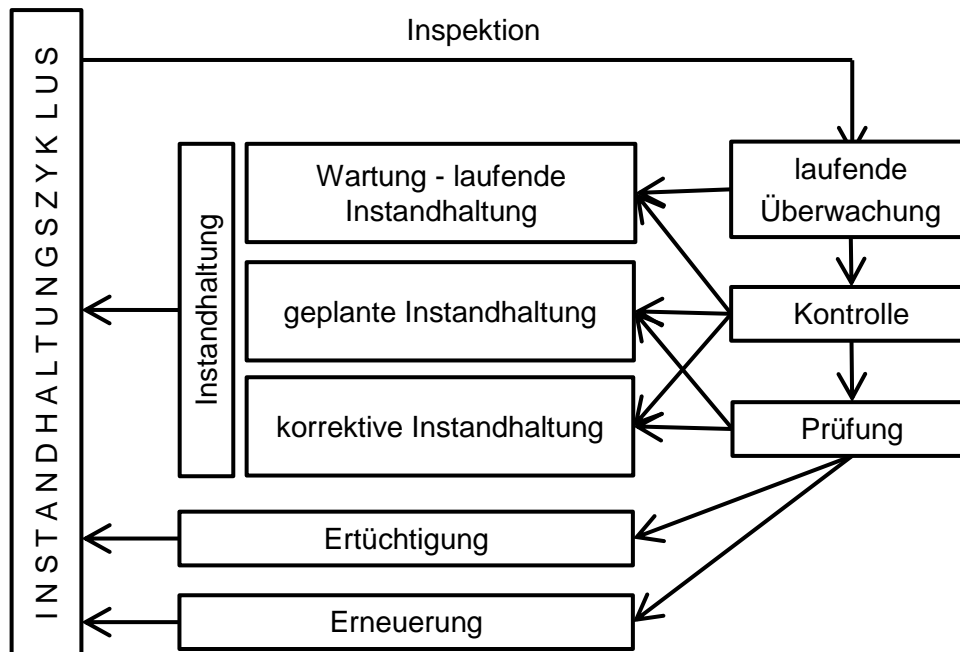 INSTANDHALTUNGSZYKLUS
Inspektion
Instandhaltung
Wartung - laufende
Instandhaltung
geplante Instandhaltung
korrektive Instandhaltung
laufende
Überwachung
Kontrolle
Prüfung
Ertüchtigung
Erneuerung